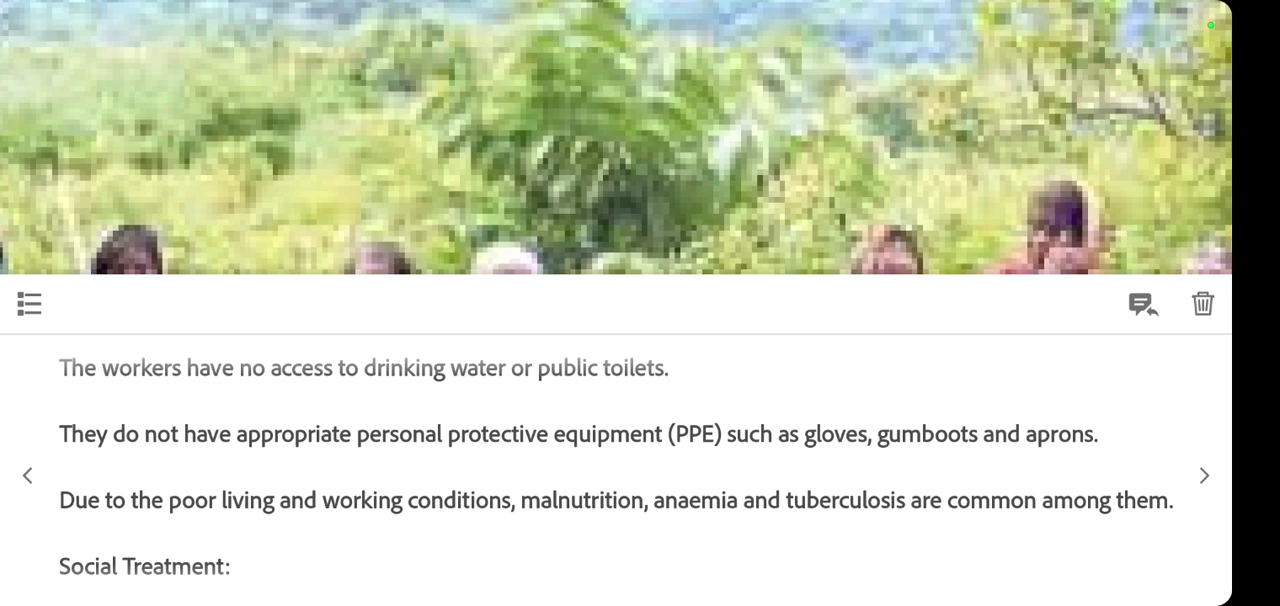 The workers have no access to drinking water or public toilets.
They do not have appropriate personal protective equipment (PPE) such as gloves, gumboots and aprons.
Due to the poor living and working conditions, malnutrition, anaemia and tuberculosis are common among them.
Social Treatment: